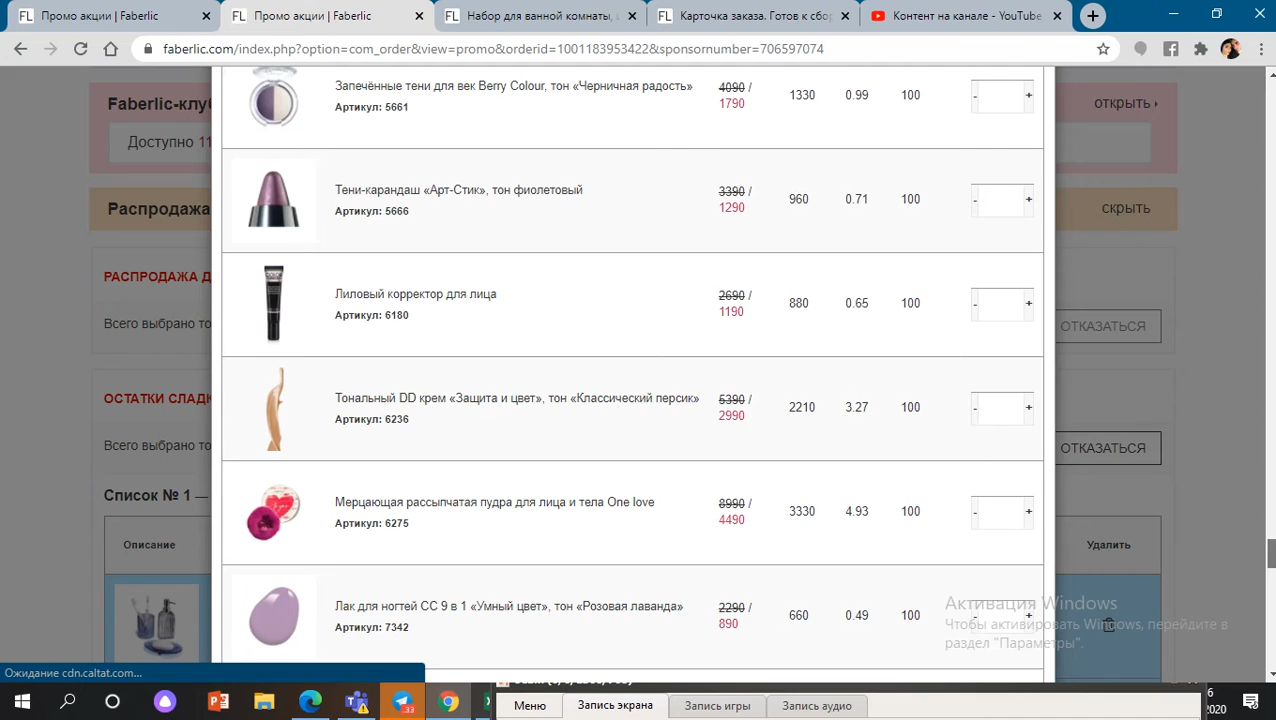 Промо акции | Faberlic
Промо акции | Faberlic
Набор для ванной комнаты, ц
Карточка заказа. Готов к сбор
Контент на канале - YouTube
faberlic.com/index.php?option=com_order&view=promo&orderid=1001183953422&sponsornumber=706597074
Faberlic-клу
открыть
Доступно 11
Распродажа
скрыть
РАСПРОДАЖА Д
Всего выбрано то
ОТКАЗАТЬСЯ
ОСТАТКИ СЛАДК
Всего выбрано то
ОТКАЗАТЬСЯ
Список № 1 —
Описание
Удалить
Запечённые тени для век Berry Colour, тон «Черничная радость»
Артикул: 5661
4090 /
1790
1330
0.99
100
- +
Тени-карандаш «Арт-Стик», тон фиолетовый
Артикул: 5666
3390 /
1290
960
0.71
100
- +
Лиловый корректор для лица
Артикул: 6180
2690 /
1190
880
0.65
100
- +
Тональный DD крем «Защита и цвет», тон «Классический персик»
Артикул: 6236
5390 /
2990
2210
3.27
100
- +
Мерцающая рассыпчатая пудра для лица и тела One love
Артикул: 6275
8990 /
4490
3330
4.93
100
- +
Лак для ногтей CC 9 в 1 «Умный цвет», тон «Розовая лаванда»
Артикул: 7342
2290 /
890
660
0.49
100
- +
Активация Windows
Чтобы активировать Windows, перейдите в
раздел "Параметры".
Ожидание cdn.caltat.com...
Меню
Запись экрана
Запись игры
Запись аудио
33
6
2020